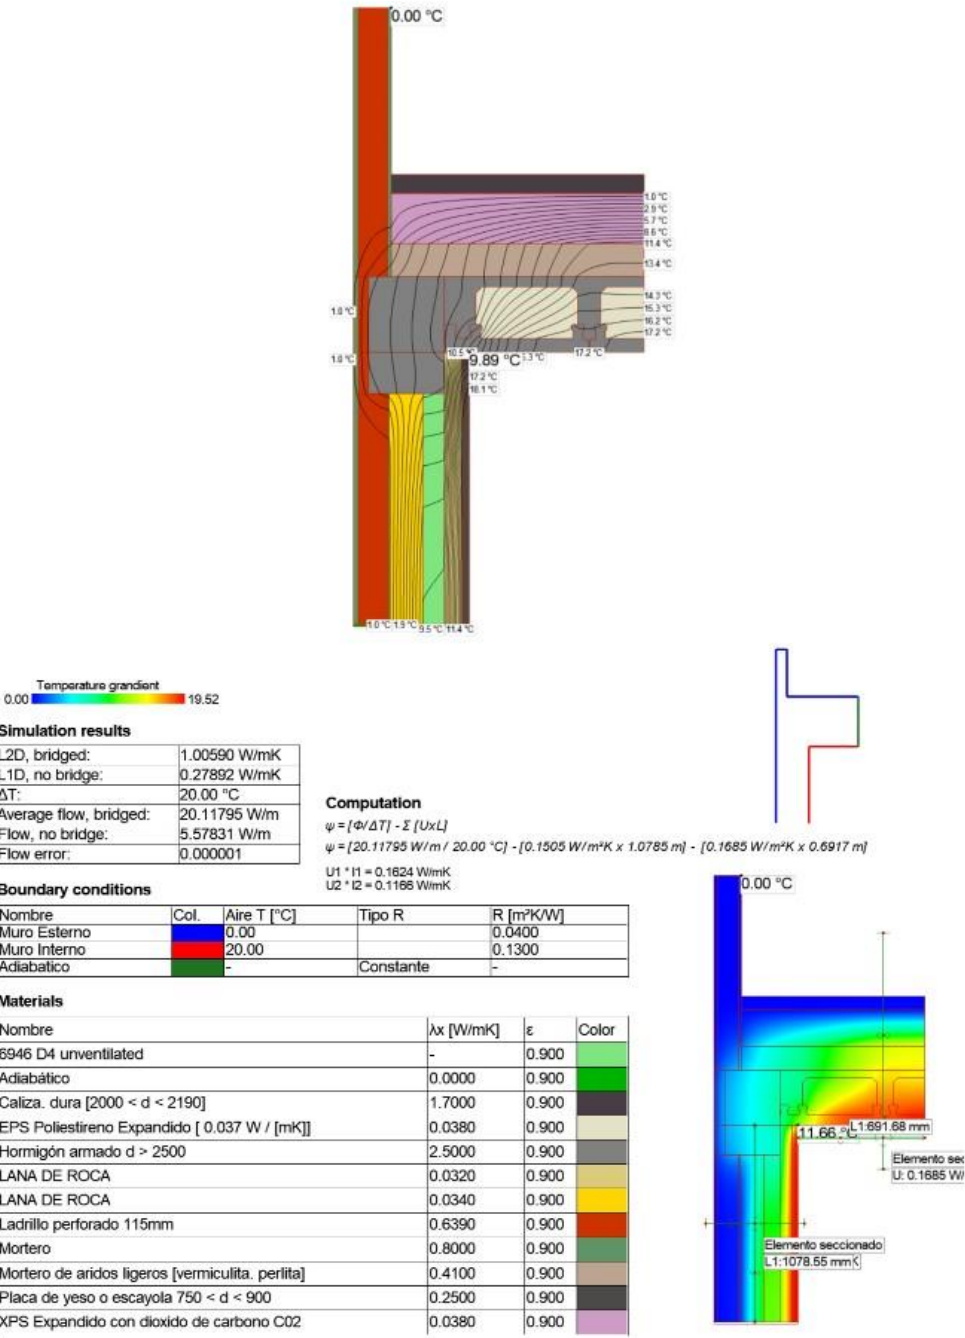 0.00 °C
1.0 °C
2.9 °C
5.7 °C
8.6 °C
11.4 °C
13.4 °C
14.3 °C
15.3 °C
16.2 °C
17.2 °C
1.0 °C
1.0 °C
10.5 °C
9.89 °C
17.2 °C
17.2 °C
18.1 °C
1.0 °C 1.9 °C 9.5 °C 11.4 °C
Temperature grandient
0.00 19.52
Simulation results
L2D, bridged: 1.00590 W/mK
L1D, no bridge: 0.27892 W/mK
ΔT: 20.00 °C
Average flow, bridged: 20.11795 W/m
Flow, no bridge: 5.57831 W/m
Flow error: 0.000001
Computation
ψ = [Φ/ΔT] - Σ [UxL]
ψ = [20.11795 W/m / 20.00 °C] - [0.1505 W/m²K x 1.0785 m] - [0.1685 W/m²K x 0.6917 m]
U1 * l1 = 0.1624 W/mK
U2 * l2 = 0.1166 W/mK
Boundary conditions
Nombre Col. Aire T [°C] Tipo R R [m²K/W]
Muro Esterno 0.00 0.0400
Muro Interno 20.00 0.1300
Adiabatico - Constante -
Materials
Nombre λx [W/mK] ε Color
6946 D4 unventilated - 0.900
Adiabático 0.0000 0.900
Caliza. dura [2000 < d < 2190] 1.7000 0.900
EPS Poliestireno Expandido [ 0.037 W / [mK]] 0.0380 0.900
Hormigón armado d > 2500 2.5000 0.900
LANA DE ROCA 0.0320 0.900
LANA DE ROCA 0.0340 0.900
Ladrillo perforado 115mm 0.6390 0.900
Mortero 0.8000 0.900
Mortero de aridos ligeros [vermiculita. perlita] 0.4100 0.900
Placa de yeso o escayola 750 < d < 900 0.2500 0.900
XPS Expandido con dioxido de carbono C02 0.0380 0.900
0.00 °C
11.66 °C
L1:691.68 mm
Elemento sec
U: 0.1685 W/
Elemento seccionado
L1:1078.55 mm